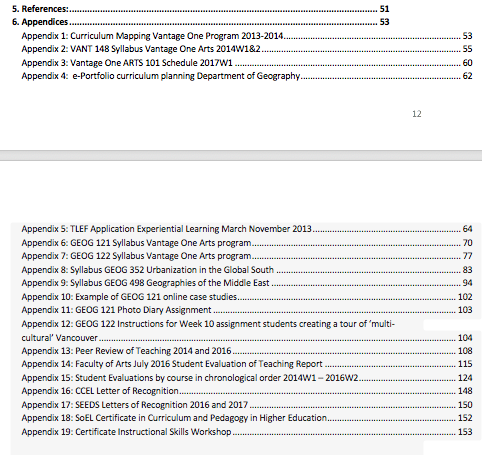 5. References:.......... 51
6. Appendices.......... 53
Appendix 1: Curriculum Mapping Vantage One Program 2013-2014.......... 53
Appendix 2: VANT 148 Syllabus Vantage One Arts 2014W1&2.......... 55
Appendix 3: Vantage One ARTS 101 Schedule 2017W1.......... 60
Appendix 4: e-Portfolio curriculum planning Department of Geography.......... 62
12
Appendix 5: TLEF Application Experiential Learning March November 2013.......... 64
Appendix 6: GEOG 121 Syllabus Vantage One Arts program.......... 70
Appendix 7: GEOG 122 Syllabus Vantage One Arts program.......... 77
Appendix 8: Syllabus GEOG 352 Urbanization in the Global South.......... 83
Appendix 9: Syllabus GEOG 498 Geographies of the Middle East.......... 94
Appendix 10: Example of GEOG 121 online case studies.......... 102
Appendix 11: GEOG 121 Photo Diary Assignment.......... 103
Appendix 12: GEOG 122 Instructions for Week 10 assignment students creating a tour of 'multi-
cultural' Vancouver.......... 104
Appendix 13: Peer Review of Teaching 2014 and 2016.......... 108
Appendix 14: Faculty of Arts July 2016 Student Evaluation of Teaching Report.......... 115
Appendix 15: Student Evaluations by course in chronological order 2014W1 – 2016W2.......... 124
Appendix 16: CCEL Letter of Recognition.......... 148
Appendix 17: SEEDS Letters of Recognition 2016 and 2017.......... 150
Appendix 18: SoEL Certificate in Curriculum and Pedagogy in Higher Education.......... 152
Appendix 19: Certificate Instructional Skills Workshop.......... 153